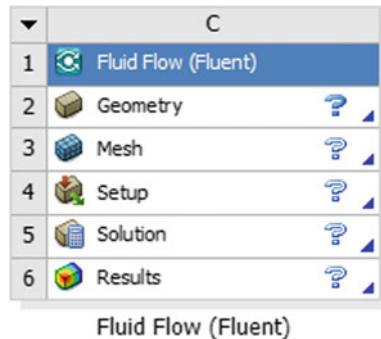 C
1 Fluid Flow (Fluent)
2 Geometry ?
3 Mesh ?
4 Setup ?
5 Solution ?
6 Results ?
Fluid Flow (Fluent)